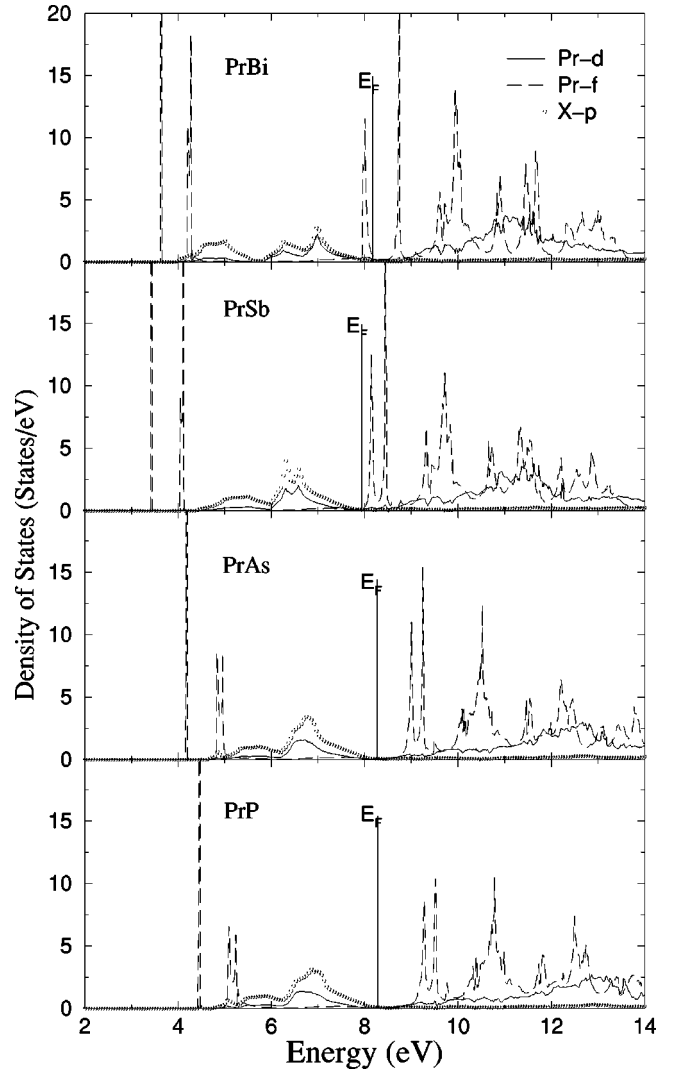 20
15
10
5
0
PrBi
E_F
Pr-d
Pr-f
X-p
15
10
5
0
PrSb
E_F
15
10
5
0
PrAs
E_F
15
10
5
0
PrP
E_F
2 4 6 8 10 12 14
Energy (eV)
Density of States (States/eV)